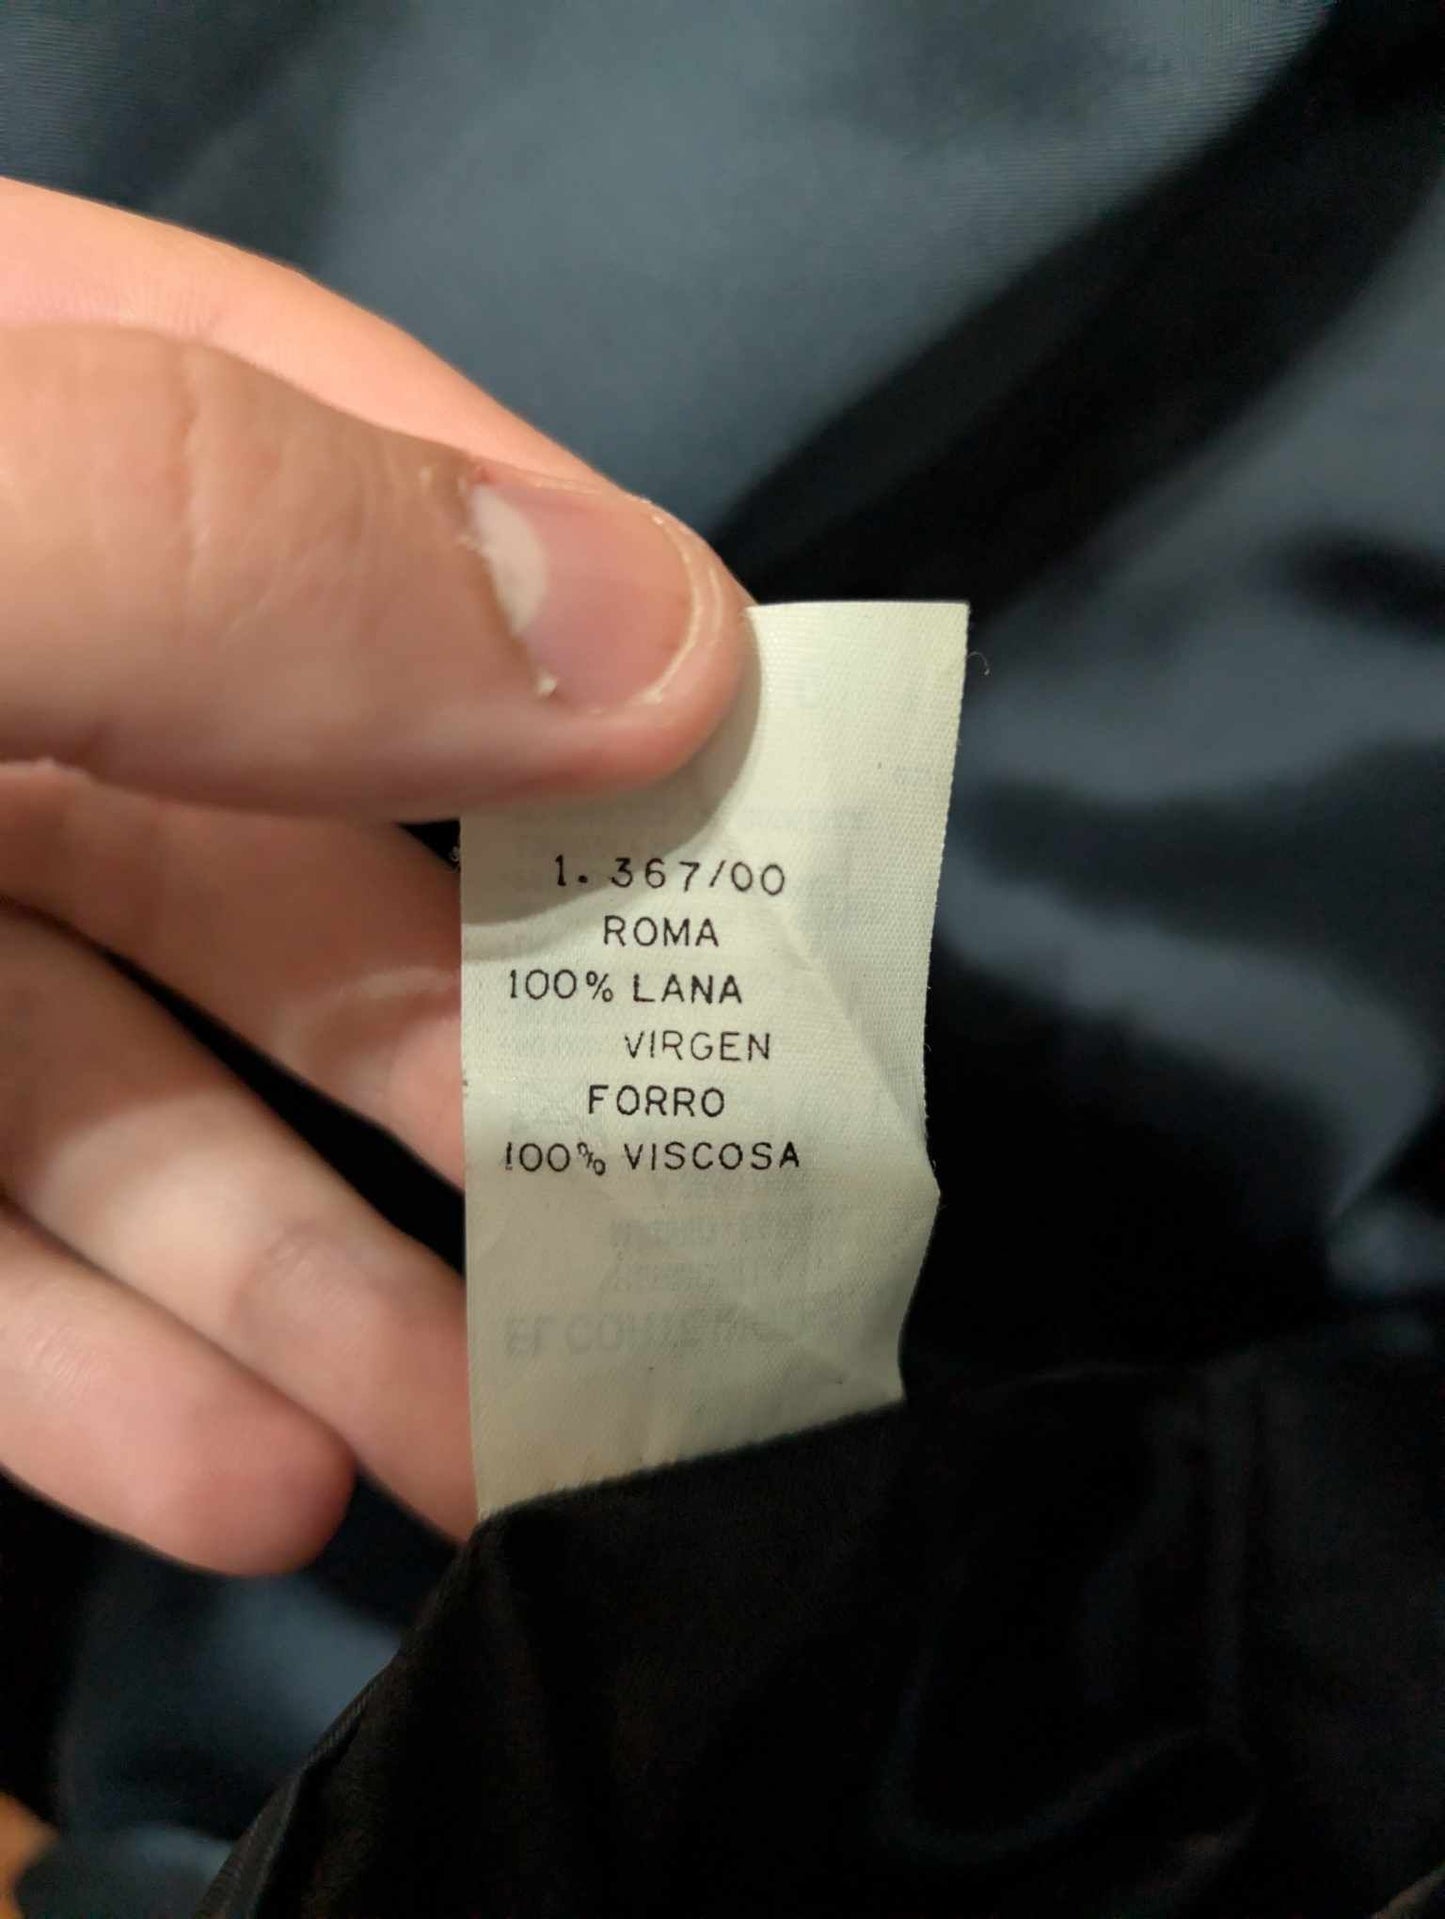 1. 367/00
ROMA
100% LANA
VIRGEN
FORRO
100% VISCOSA